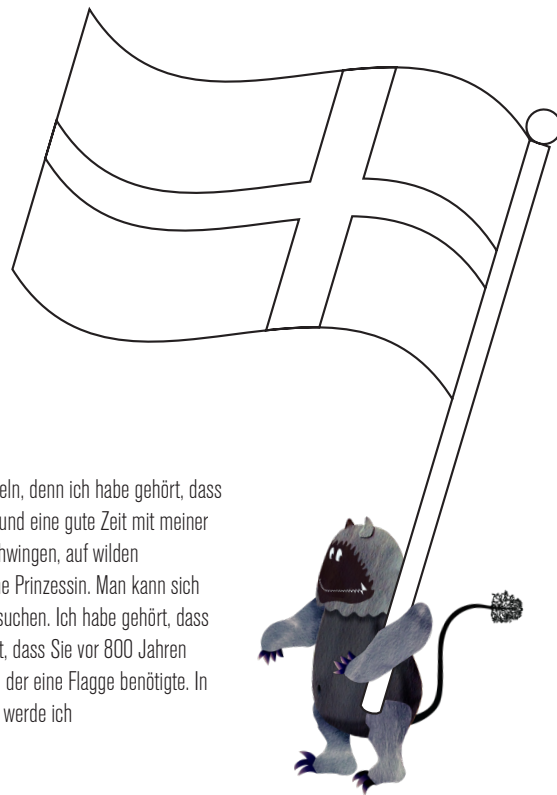 eln, denn ich habe gehört, dass
und eine gute Zeit mit meiner
hwingen, auf wilden
ne Prinzessin. Man kann sich
suchen. Ich habe gehört, dass
t, dass Sie vor 800 Jahren
der eine Flagge benötigte. In
werde ich